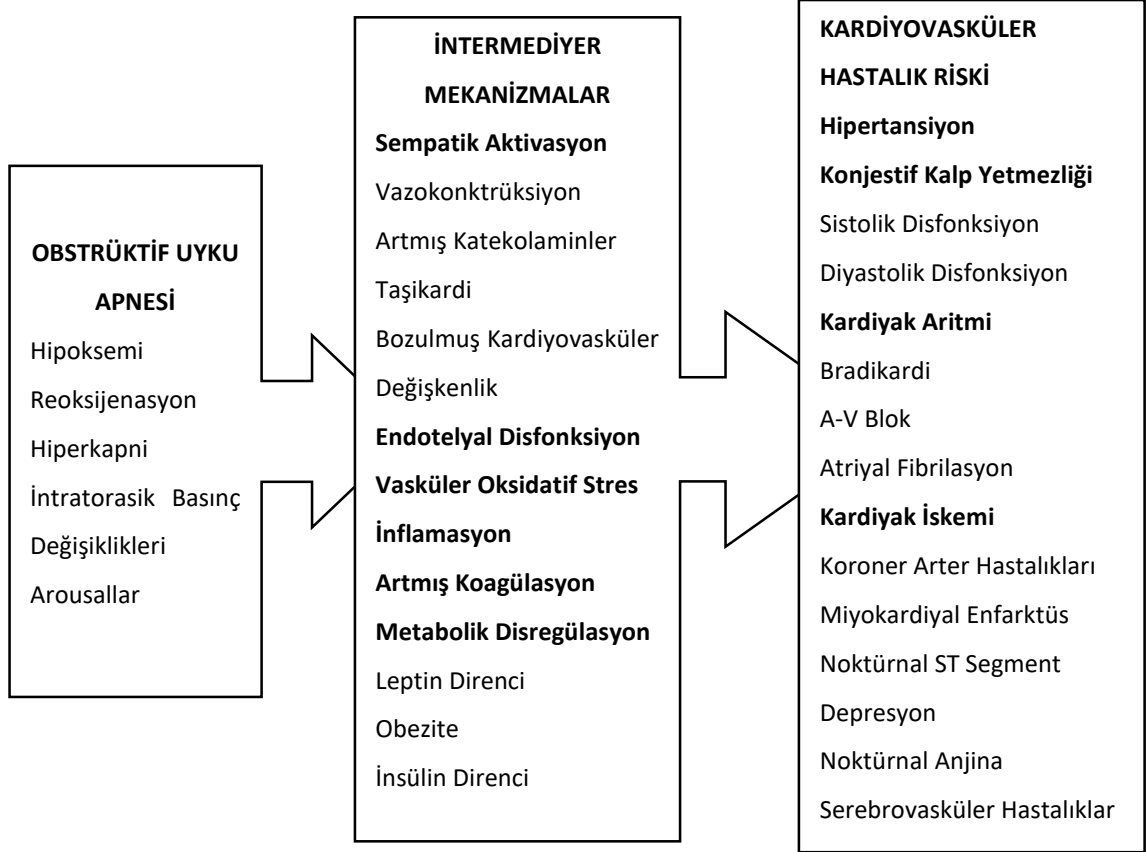 OBSTRÜKTİF UYKU
APNESİ
Hipoksemi
Reoksijenasyon
Hiperkapni
İntratorasik Basınç
Değişiklikleri
Arousallar
İNTERMEDİYER
MEKANİZMALAR
Sempatik Aktivasyon
Vazokonktrüksiyon
Artmış Katekolaminler
Taşikardi
Bozulmuş Kardiyovasküler
Değişkenlik
Endotelyal Disfonksiyon
Vasküler Oksidatif Stres
İnflamasyon
Artmış Koagülasyon
Metabolik Disregülasyon
Leptin Direnci
Obezite
İnsülin Direnci
KARDİYOVASKÜLER
HASTALIK RİSKİ
Hipertansiyon
Konjestif Kalp Yetmezliği
Sistolik Disfonksiyon
Diyastolik Disfonksiyon
Kardiyak Aritmi
Bradikardi
A-V Blok
Atriyal Fibrilasyon
Kardiyak İskemi
Koroner Arter Hastalıkları
Miyokardiyal Enfarktüs
Noktürnal ST Segment
Depresyon
Noktürnal Anjina
Serebrovasküler Hastalıklar